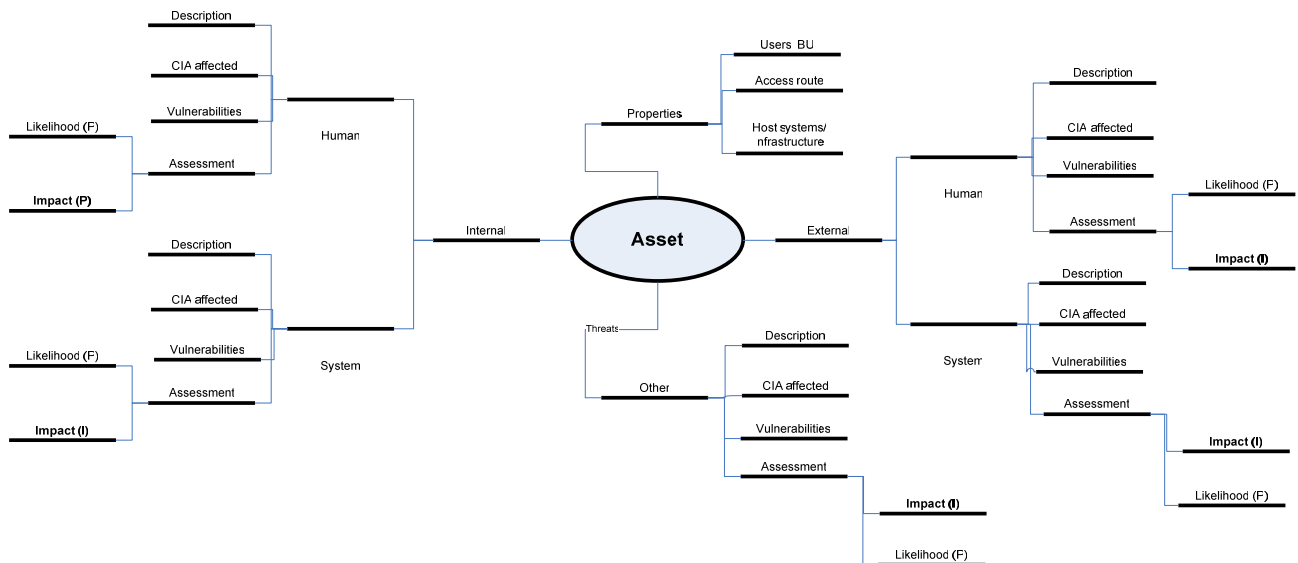 Description
CIA affected
Vulnerabilities
Human
Likelihood (F)
Assessment
Impact (P)
Internal
Description
CIA affected
Vulnerabilities
System
Likelihood (F)
Assessment
Impact (I)
Users BU
Access route
Properties
Host systems/
nfrastructure
Asset
Threats
Other
Description
CIA affected
Vulnerabilities
Assessment
Impact (I)
Likelihood (F)
External
Human
Description
CIA affected
Vulnerabilities
Assessment
Likelihood (F)
Impact (I)
System
Description
CIA affected
Vulnerabilities
Assessment
Impact (I)
Likelihood (F)